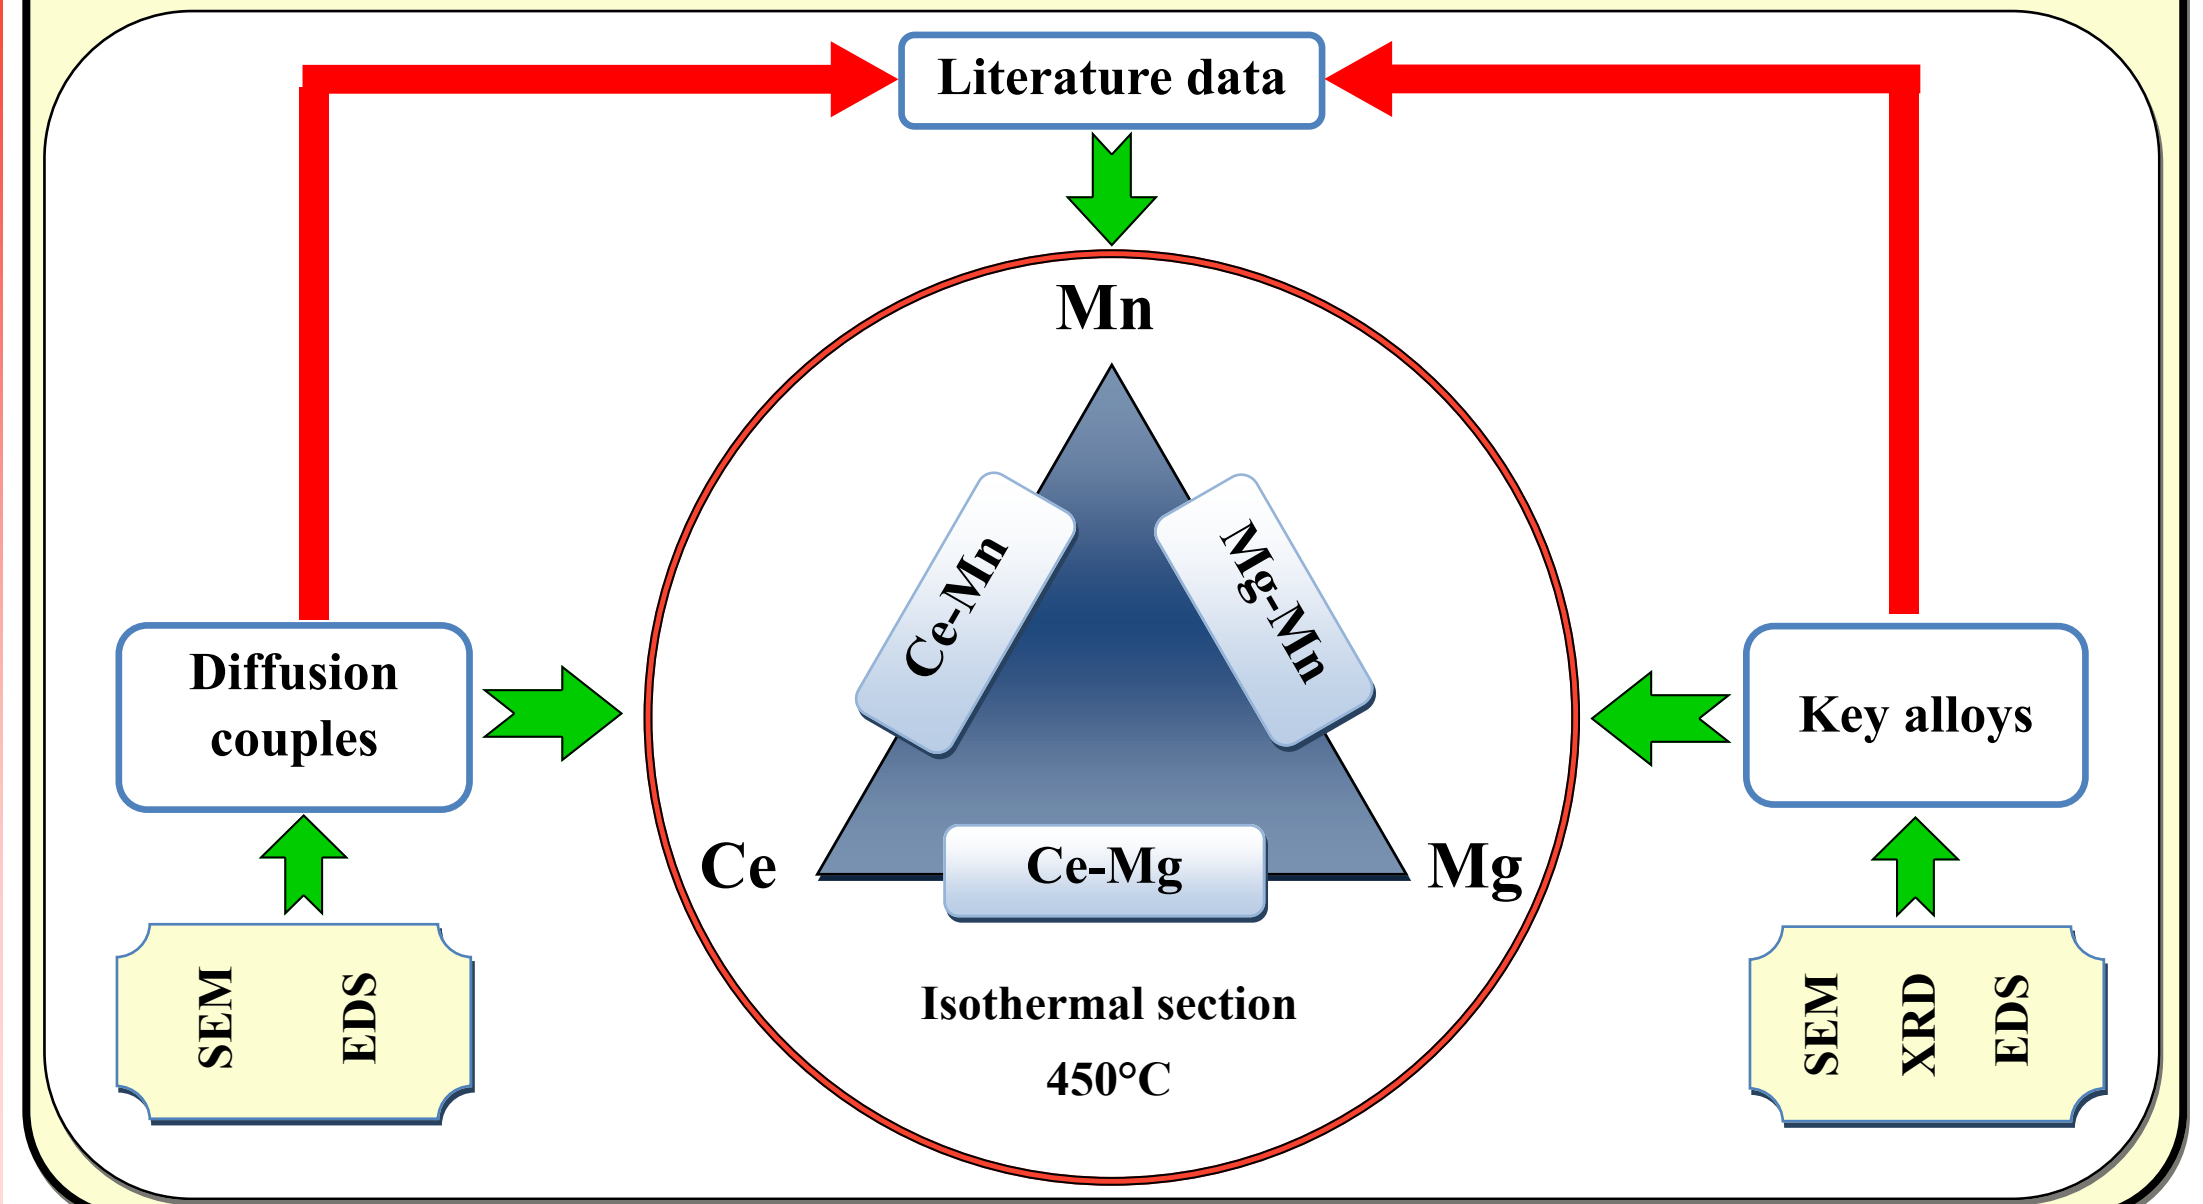 Literature data
Mn
Ce-Mn
Mg-Mn
Diffusion
couples
Key alloys
Ce
Ce-Mg
Mg
SEM
EDS
Isothermal section
450°C
SEM
XRD
EDS